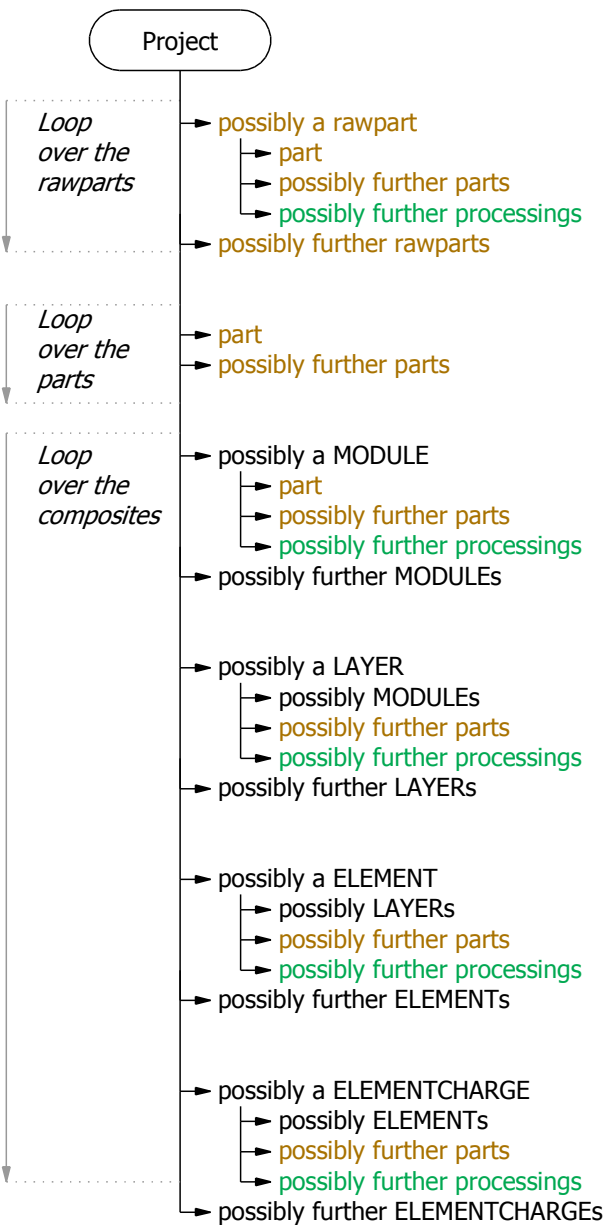 Project
Loop
over the
rawparts
possibly a rawpart
part
possibly further parts
possibly further processings
possibly further rawparts
Loop
over the
parts
part
possibly further parts
Loop
over the
composites
possibly a MODULE
part
possibly further parts
possibly further processings
possibly further MODULEs
possibly a LAYER
possibly MODULEs
possibly further parts
possibly further processings
possibly further LAYERs
possibly a ELEMENT
possibly LAYERs
possibly further parts
possibly further processings
possibly further ELEMENTs
possibly a ELEMENTCHARGE
possibly ELEMENTs
possibly further parts
possibly further processings
possibly further ELEMENTCHARGEs